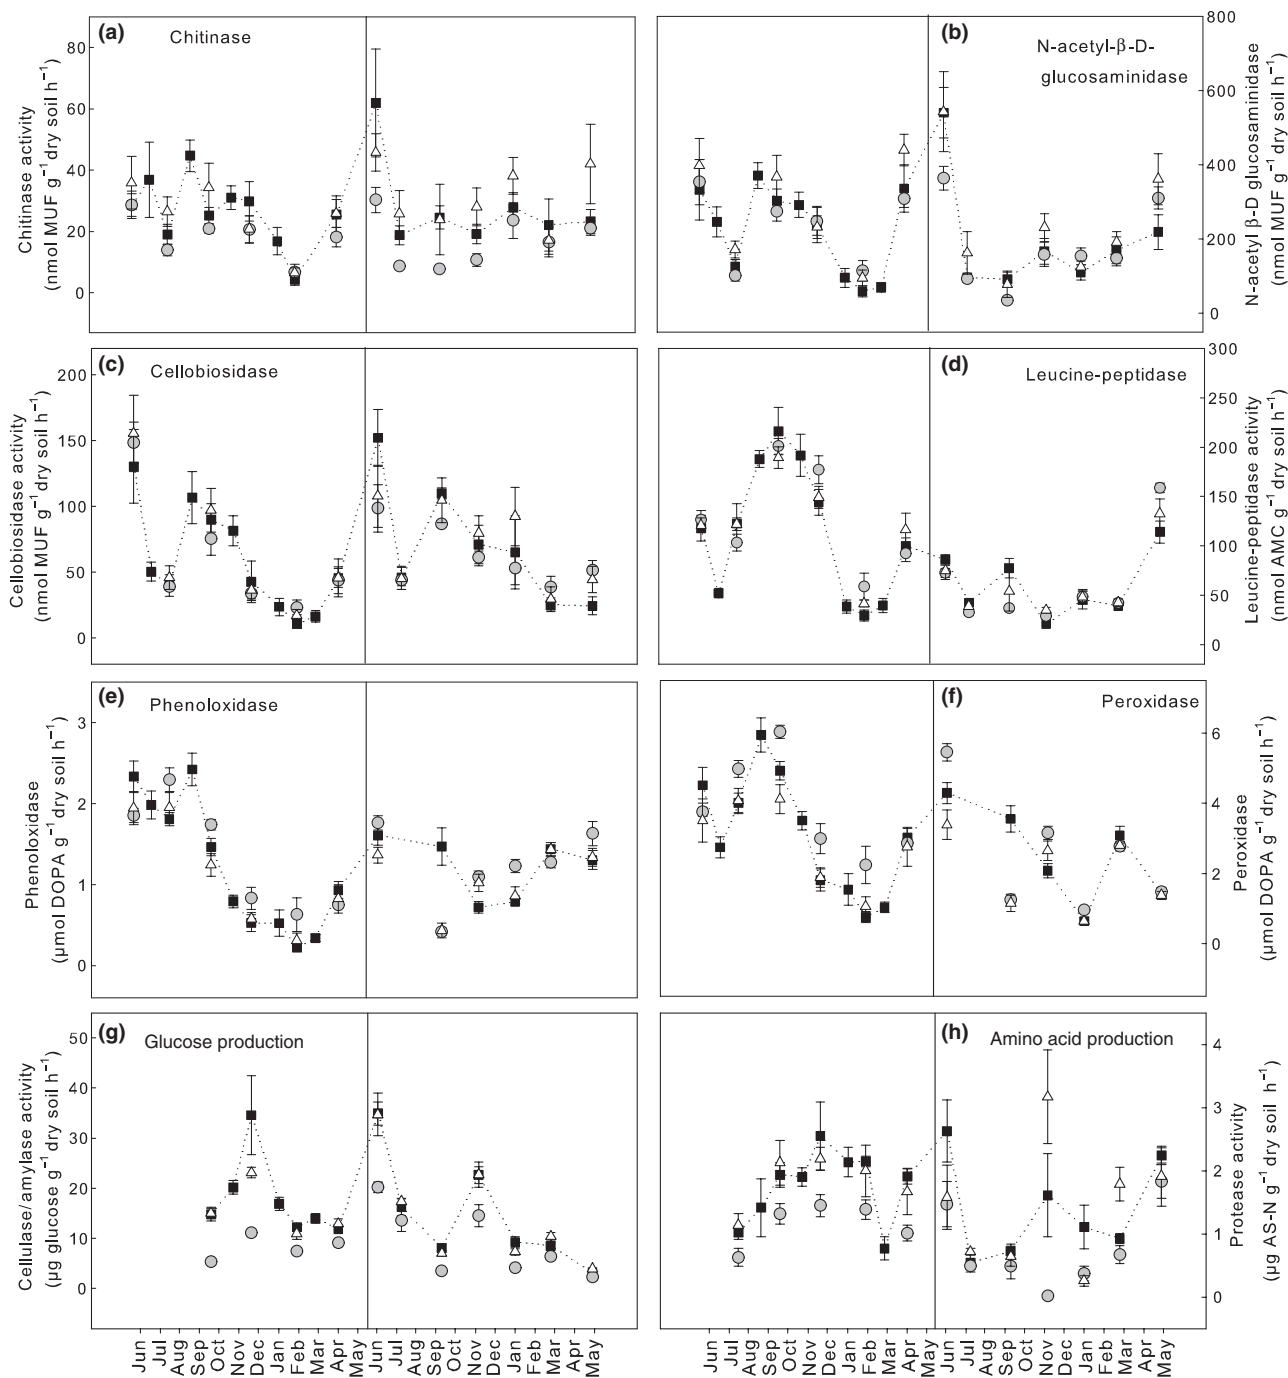 (a)
Chitinase
Chitinase activity
(nmol MUF g⁻¹ dry soil h⁻¹)
80
60
40
20
0
(b)
N-acetyl-β-D-
glucosaminidase
N-acetyl β-D glucosaminidase
(nmol MUF g⁻¹ dry soil h⁻¹)
800
600
400
200
0
(c)
Cellobiosidase
Cellobiosidase activity
(nmol MUF g⁻¹ dry soil h⁻¹)
200
150
100
50
0
(d)
Leucine-peptidase
Leucine-peptidase activity
(nmol AMC g⁻¹ dry soil h⁻¹)
300
250
200
150
100
50
0
(e)
Phenoloxidase
Phenoloxidase
(µmol DOPA g⁻¹ dry soil h⁻¹)
3
2
1
0
(f)
Peroxidase
Peroxidase
(µmol DOPA g⁻¹ dry soil h⁻¹)
6
4
2
0
(g)
Glucose production
Cellulase/amylase activity
(µg glucose g⁻¹ dry soil h⁻¹)
50
40
30
20
10
0
(h)
Amino acid production
Protease activity
(µg AS-N g⁻¹ dry soil h⁻¹)
4
3
2
1
0
Jun Jul Aug Sep Oct Nov Dec Jan Feb Mar Apr May Jun Jul Aug Sep Oct Nov Dec Jan Feb Mar Apr May
Jun Jul Aug Sep Oct Nov Dec Jan Feb Mar Apr May Jun Jul Aug Sep Oct Nov Dec Jan Feb Mar Apr May